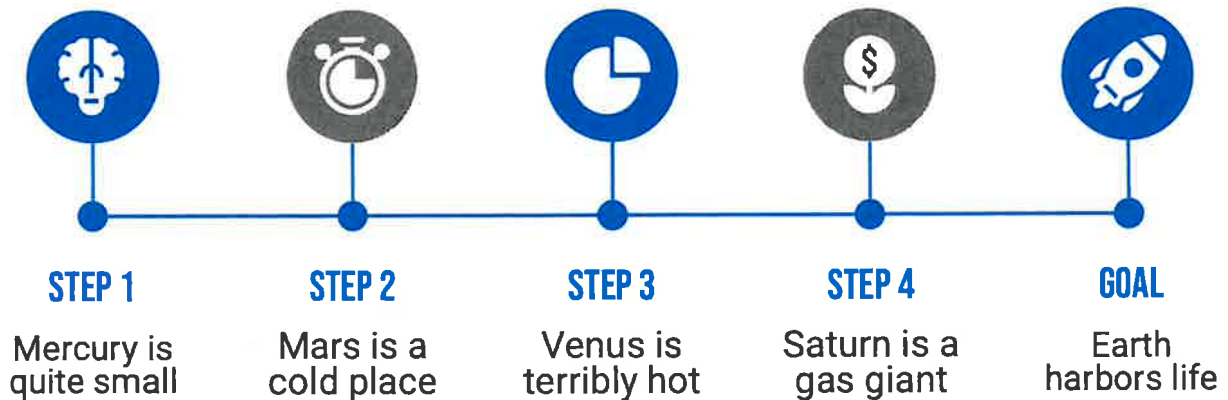 $
STEP 1
Mercury is
quite small
STEP 2
Mars is a
cold place
STEP 3
Venus is
terribly hot
STEP 4
Saturn is a
gas giant
GOAL
Earth
harbors life